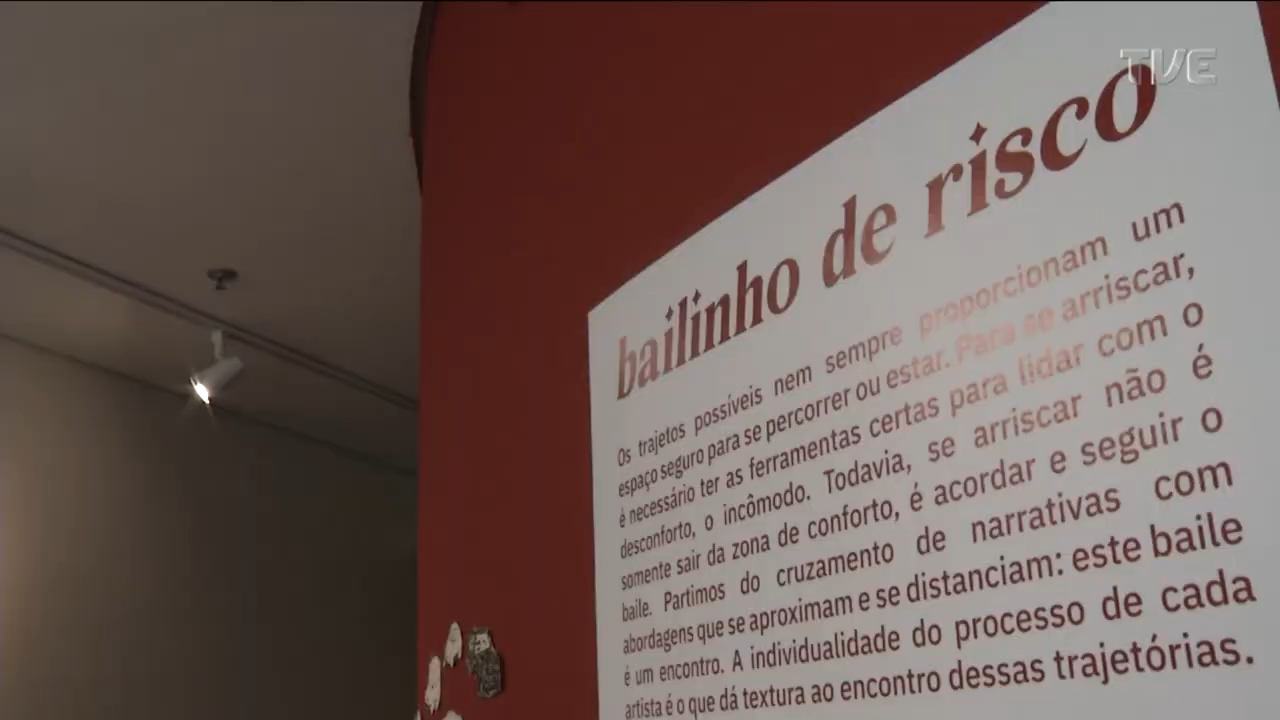 TVE
bailinho de risco
Os trajetos possíveis nem sempre proporcionam um
espaço seguro para se percorrer ou estar. Para se arriscar,
é necessário ter as ferramentas certas para lidar com o
desconforto, o incômodo. Todavia, se arriscar não é
somente sair da zona de conforto, é acordar e seguir o
baile. Partimos do cruzamento de narrativas com
abordagens que se aproximam e se distanciam: este baile
é um encontro. A individualidade do processo de cada
artista é o que dá textura ao encontro dessas trajetórias.